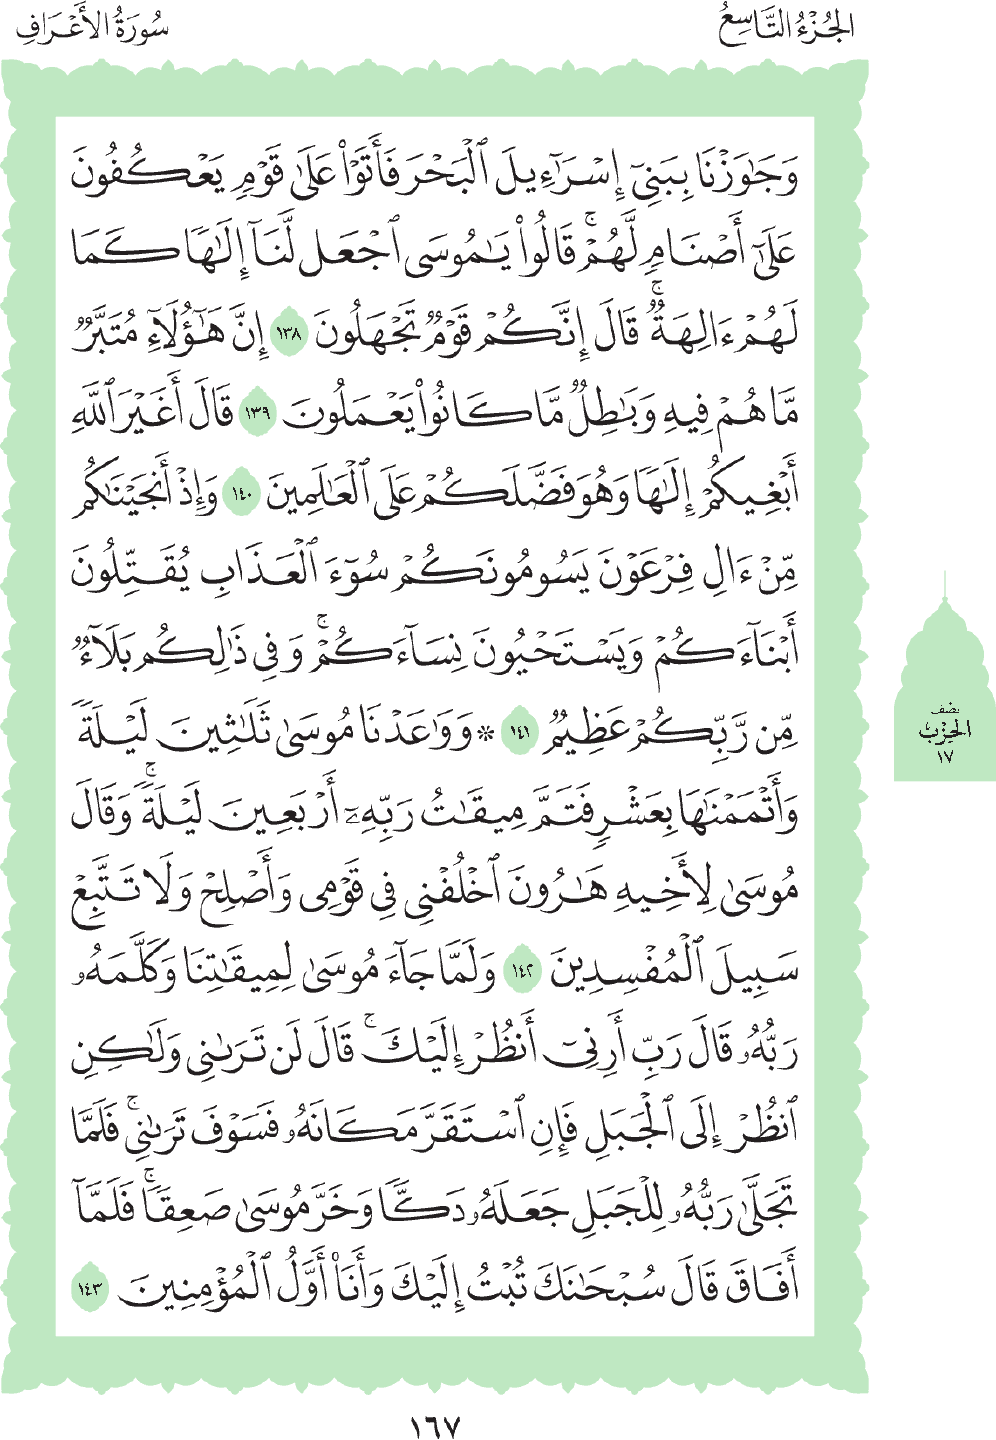 الجُزْءُ التَّاسِعُ
سُورَةُ الأَعْرَافِ
وَجَٰوَزْنَا بِبَنِىٓ إِسْرَٰٓءِيلَ ٱلْبَحْرَ فَأَتَوْا۟ عَلَىٰ قَوْمٍ يَعْكُفُونَ
عَلَىٰٓ أَصْنَامٍ لَّهُمْ ۚ قَالُوا۟ يَٰمُوسَى ٱجْعَل لَّنَآ إِلَٰهًا كَمَا
لَهُمْ ءَالِهَةٌ ۚ قَالَ إِنَّكُمْ قَوْمٌ تَجْهَلُونَ ١٣٨ إِنَّ هَٰٓؤُلَآءِ مُتَبَّرٌ
مَّا هُمْ فِيهِ وَبَٰطِلٌ مَّا كَانُوا۟ يَعْمَلُونَ ١٣٩ قَالَ أَغَيْرَ ٱللَّهِ
أَبْغِيكُمْ إِلَٰهًا وَهُوَ فَضَّلَكُمْ عَلَى ٱلْعَٰلَمِينَ ١٤٠ وَإِذْ أَنجَيْنَٰكُم
مِّنْ ءَالِ فِرْعَوْنَ يَسُومُونَكُمْ سُوٓءَ ٱلْعَذَابِ يُقَتِّلُونَ
أَبْنَآءَكُمْ وَيَسْتَحْيُونَ نِسَآءَكُمْ ۚ وَفِى ذَٰلِكُم بَلَآءٌ
مِّن رَّبِّكُمْ عَظِيمٌ ١٤١ ۞ وَوَٰعَدْنَا مُوسَىٰ ثَلَٰثِينَ لَيْلَةً
وَأَتْمَمْنَٰهَا بِعَشْرٍ فَتَمَّ مِيقَٰتُ رَبِّهِۦٓ أَرْبَعِينَ لَيْلَةً ۚ وَقَالَ
مُوسَىٰ لِأَخِيهِ هَٰرُونَ ٱخْلُفْنِى فِى قَوْمِى وَأَصْلِحْ وَلَا تَتَّبِعْ
سَبِيلَ ٱلْمُفْسِدِينَ ١٤٢ وَلَمَّا جَآءَ مُوسَىٰ لِمِيقَٰتِنَا وَكَلَّمَهُۥ
رَبُّهُۥ قَالَ رَبِّ أَرِنِىٓ أَنظُرْ إِلَيْكَ ۚ قَالَ لَن تَرَىٰنِى وَلَٰكِنِ
ٱنظُرْ إِلَى ٱلْجَبَلِ فَإِنِ ٱسْتَقَرَّ مَكَانَهُۥ فَسَوْفَ تَرَىٰنِى ۚ فَلَمَّا
تَجَلَّىٰ رَبُّهُۥ لِلْجَبَلِ جَعَلَهُۥ دَكًّا وَخَرَّ مُوسَىٰ صَعِقًا ۚ فَلَمَّآ
أَفَاقَ قَالَ سُبْحَٰنَكَ تُبْتُ إِلَيْكَ وَأَنَا۠ أَوَّلُ ٱلْمُؤْمِنِينَ ١٤٣
نصف
الحِزْب
١٧
١٦٧